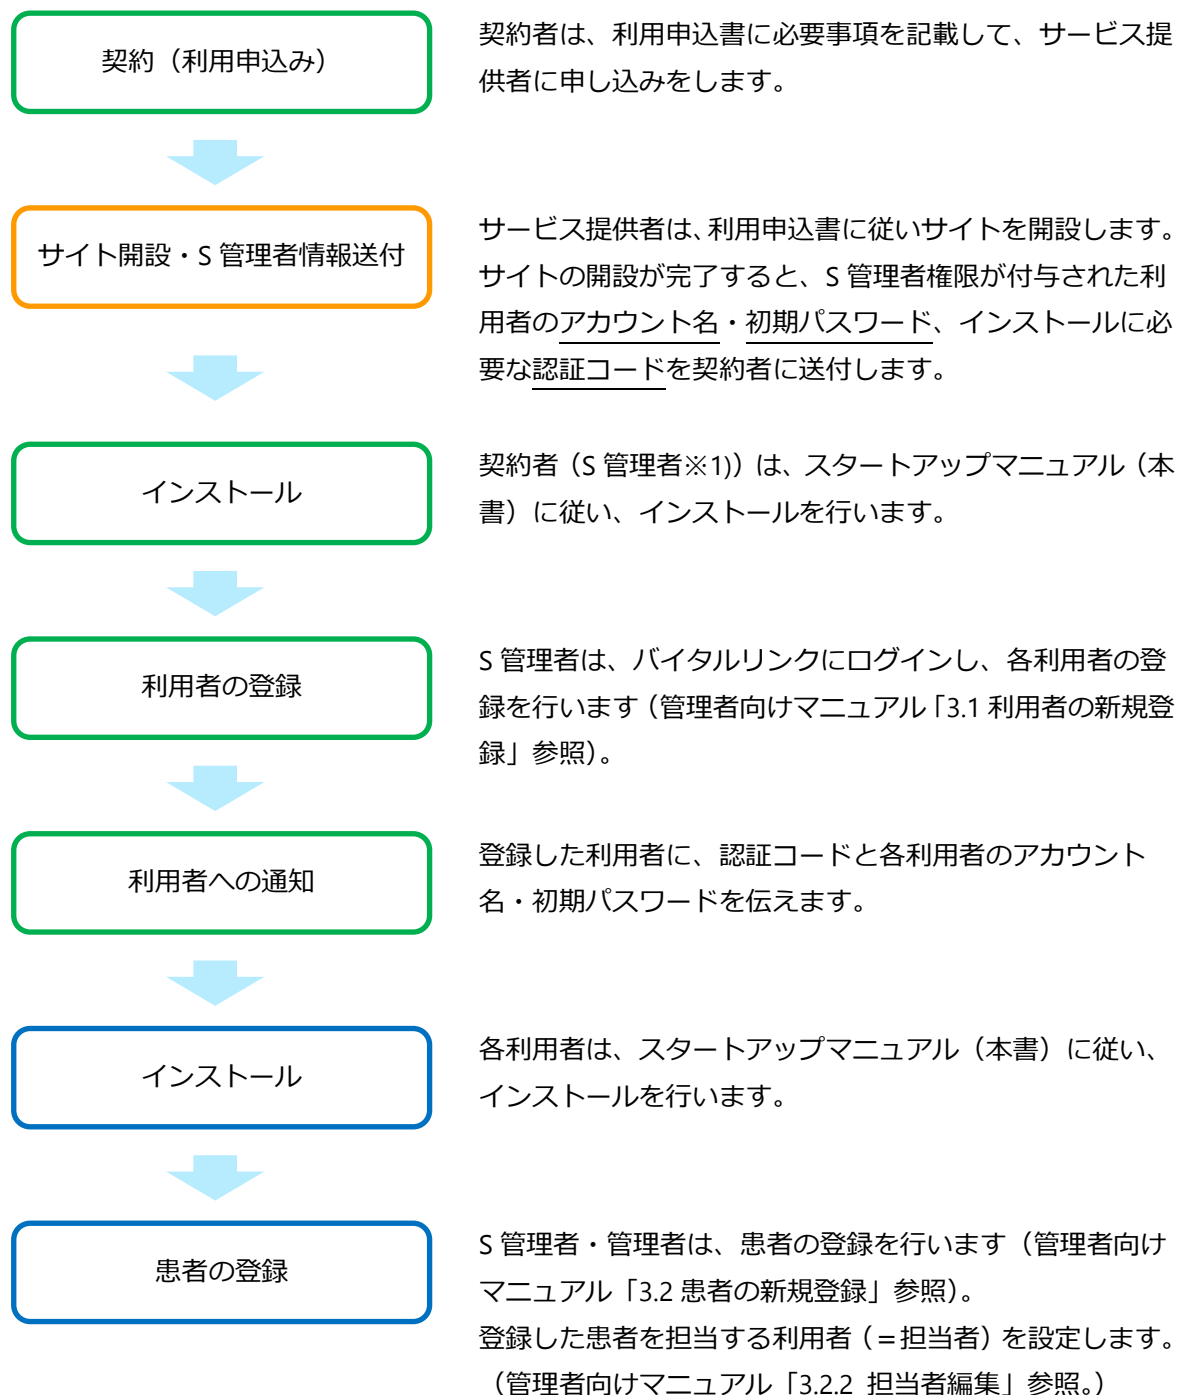 契約（利用申込み）
契約者は、利用申込書に必要事項を記載して、サービス提
供者に申し込みをします。
サイト開設・S 管理者情報送付
サービス提供者は、利用申込書に従いサイトを開設します。
サイトの開設が完了すると、S 管理者権限が付与された利
用者のアカウント名・初期パスワード、インストールに必
要な認証コードを契約者に送付します。
インストール
契約者（S 管理者※1)）は、スタートアップマニュアル（本
書）に従い、インストールを行います。
利用者の登録
S 管理者は、バイタルリンクにログインし、各利用者の登
録を行います（管理者向けマニュアル「3.1 利用者の新規登
録」参照）。
利用者への通知
登録した利用者に、認証コードと各利用者のアカウント
名・初期パスワードを伝えます。
インストール
各利用者は、スタートアップマニュアル（本書）に従い、
インストールを行います。
患者の登録
S 管理者・管理者は、患者の登録を行います（管理者向け
マニュアル「3.2 患者の新規登録」参照）。
登録した患者を担当する利用者（=担当者）を設定します。
（管理者向けマニュアル「3.2.2 担当者編集」参照。）